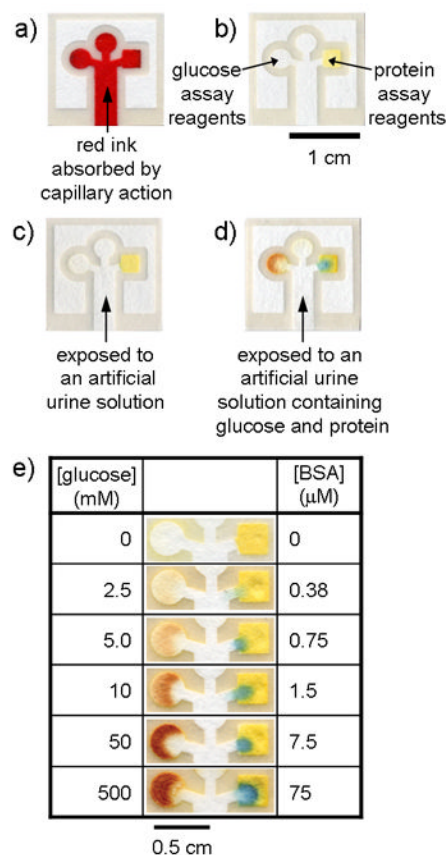 a)
b)
glucose
assay
reagents
protein
assay
reagents
red ink
absorbed by
capillary action
1 cm
c)
d)
exposed to
an artificial
urine solution
exposed to an
artificial urine
solution containing
glucose and protein
e)
[glucose]
(mM)
[BSA]
(μM)
0 0
2.5 0.38
5.0 0.75
10 1.5
50 7.5
500 75
0.5 cm